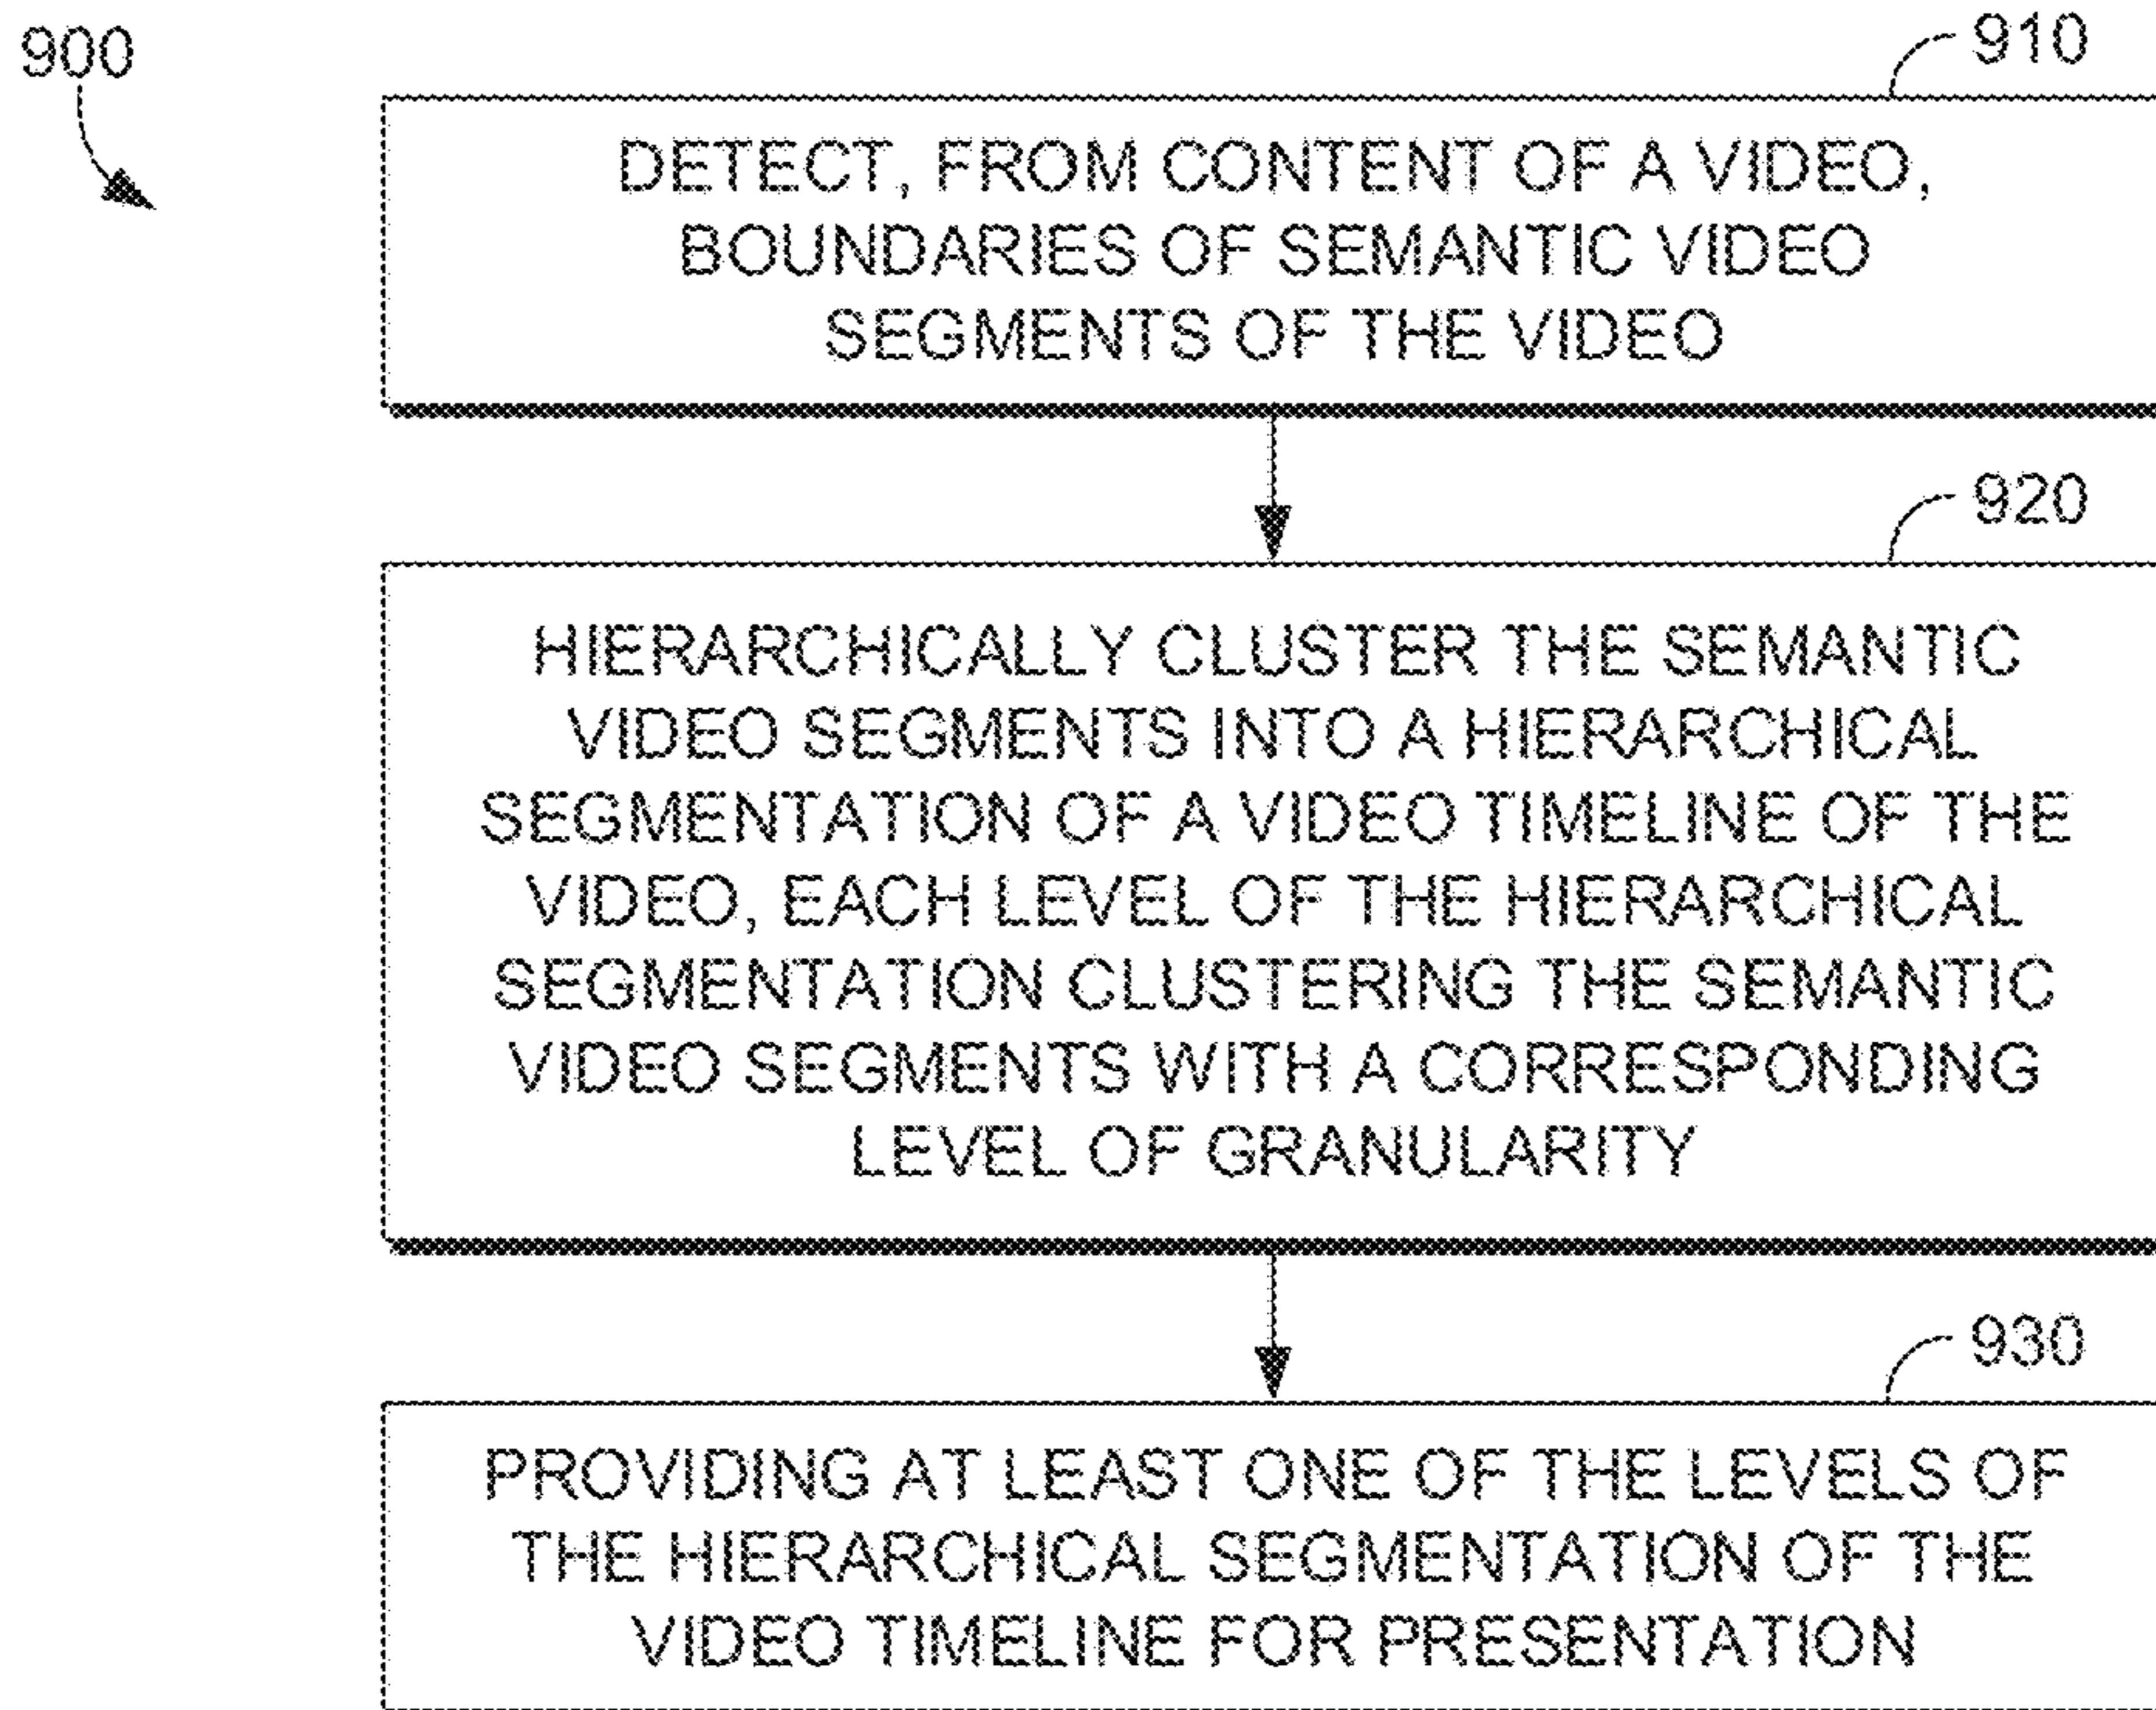 900
910
DETECT, FROM CONTENT OF A VIDEO,
BOUNDARIES OF SEMANTIC VIDEO
SEGMENTS OF THE VIDEO
920
HIERARCHICALLY CLUSTER THE SEMANTIC
VIDEO SEGMENTS INTO A HIERARCHICAL
SEGMENTATION OF A VIDEO TIMELINE OF THE
VIDEO, EACH LEVEL OF THE HIERARCHICAL
SEGMENTATION CLUSTERING THE SEMANTIC
VIDEO SEGMENTS WITH A CORRESPONDING
LEVEL OF GRANULARITY
930
PROVIDING AT LEAST ONE OF THE LEVELS OF
THE HIERARCHICAL SEGMENTATION OF THE
VIDEO TIMELINE FOR PRESENTATION